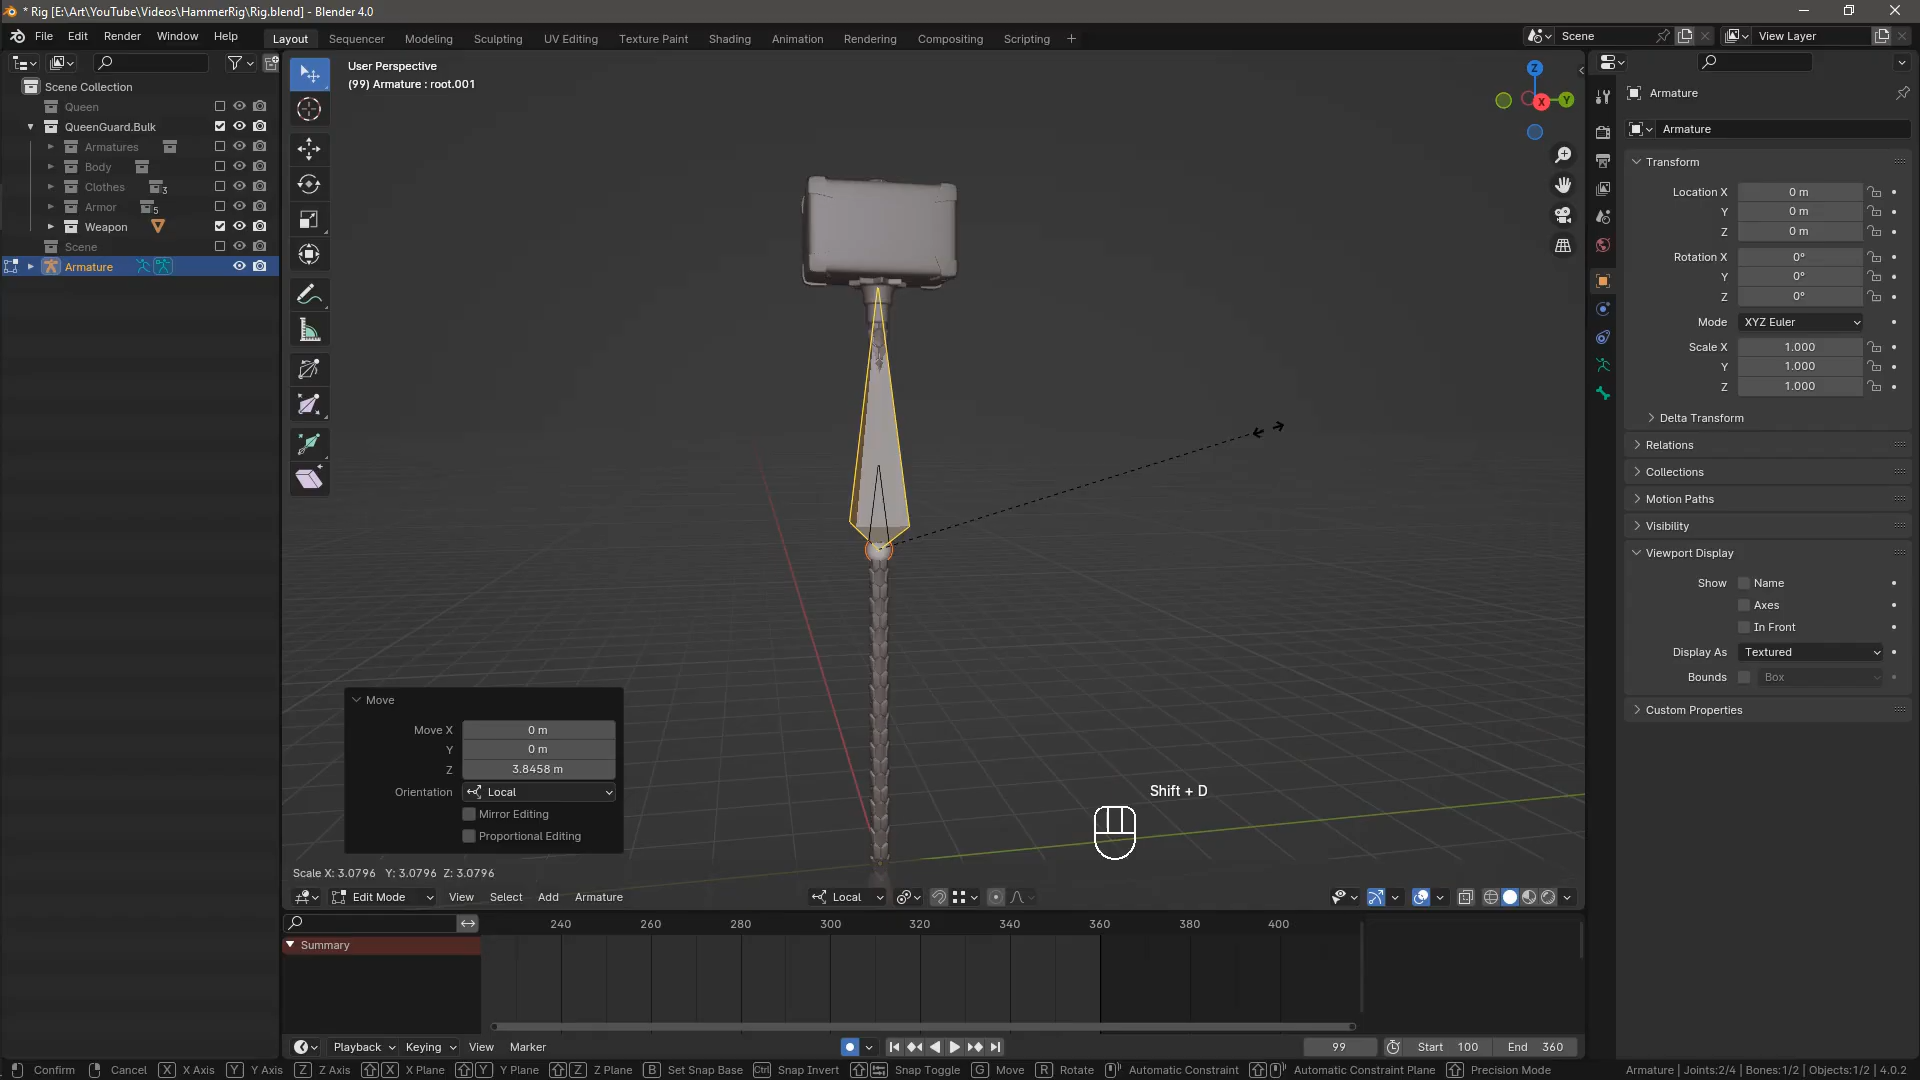 * Rig [E:\Art\YouTube\Videos\HammerRig\Rig.blend] - Blender 4.0
File Edit Render Window Help Layout Sequencer Modeling Sculpting UV Editing Texture Paint Shading Animation Rendering Compositing Scripting + Scene View Layer
Scene Collection
Queen
QueenGuard.Bulk
Armatures
Body
Clothes 3
Armor 5
Weapon
Scene
Armature
User Perspective
(99) Armature : root.001
Z
X
Y
Move
Move X 0 m
Y 0 m
Z 3.8458 m
Orientation Local
Mirror Editing
Proportional Editing
Shift + D
Scale X: 3.0796 Y: 3.0796 Z: 3.0796
Edit Mode View Select Add Armature Local
Armature
Armature
Transform
Location X 0 m
Y 0 m
Z 0 m
Rotation X 0°
Y 0°
Z 0°
Mode XYZ Euler
Scale X 1.000
Y 1.000
Z 1.000
Delta Transform
Relations
Collections
Motion Paths
Visibility
Viewport Display
Show Name
Axes
In Front
Display As Textured
Bounds Box
Custom Properties
240 260 280 300 320 340 360 380 400
Summary
Playback Keying View Marker 99 Start 100 End 360
Confirm Cancel X X Axis Y Y Axis Z Z Axis X X Plane Y Y Plane Z Z Plane B Set Snap Base Ctrl Snap Invert Snap Toggle G Move R Rotate Automatic Constraint Automatic Constraint Plane Precision Mode Armature | Joints:2/4 | Bones:1/2 | Objects:1/2 | 4.0.2